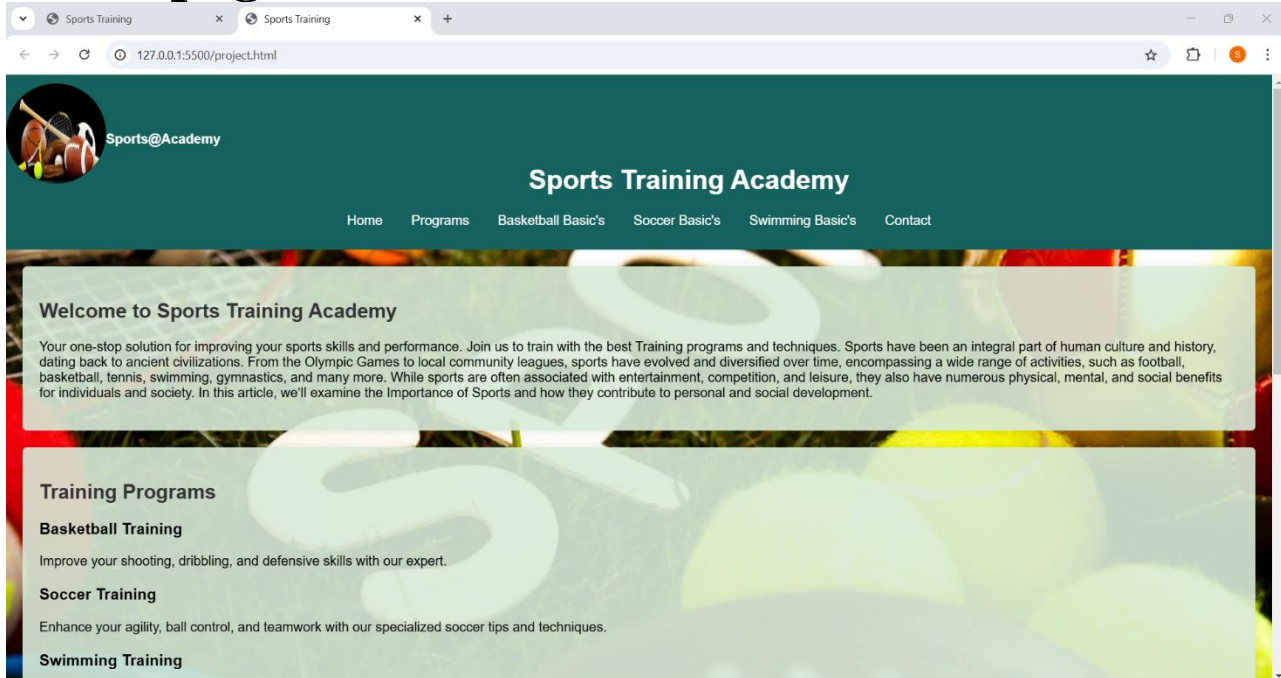 Sports Training
Sports Training
127.0.0.1:5500/project.html
S
Sports@Academy
Sports Training Academy
Home Programs Basketball Basic's Soccer Basic's Swimming Basic's Contact
Welcome to Sports Training Academy
Your one-stop solution for improving your sports skills and performance. Join us to train with the best Training programs and techniques. Sports have been an integral part of human culture and history,
dating back to ancient civilizations. From the Olympic Games to local community leagues, sports have evolved and diversified over time, encompassing a wide range of activities, such as football,
basketball, tennis, swimming, gymnastics, and many more. While sports are often associated with entertainment, competition, and leisure, they also have numerous physical, mental, and social benefits
for individuals and society. In this article, we'll examine the Importance of Sports and how they contribute to personal and social development.
Training Programs
Basketball Training
Improve your shooting, dribbling, and defensive skills with our expert.
Soccer Training
Enhance your agility, ball control, and teamwork with our specialized soccer tips and techniques.
Swimming Training